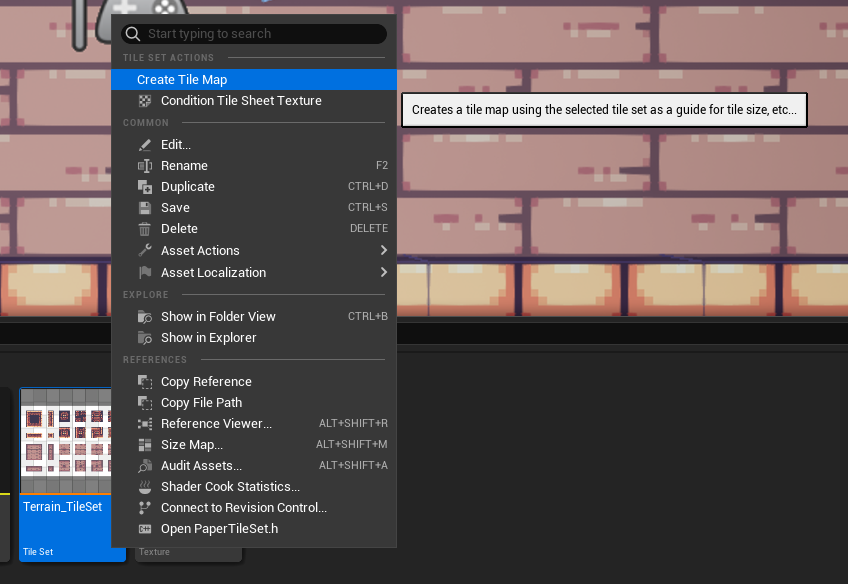 Start typing to search
TILE SET ACTIONS
Create Tile Map
Creates a tile map using the selected tile set as a guide for tile size, etc...
Condition Tile Sheet Texture
COMMON
Edit...
Rename F2
Duplicate CTRL+D
Save CTRL+S
Delete DELETE
Asset Actions
Asset Localization
EXPLORE
Show in Folder View CTRL+B
Show in Explorer
REFERENCES
Copy Reference
Copy File Path
Reference Viewer... ALT+SHIFT+R
Size Map... ALT+SHIFT+M
Audit Assets... ALT+SHIFT+A
Shader Cook Statistics...
Connect to Revision Control...
Open PaperTileSet.h
Terrain_TileSet
Tile Set
Texture